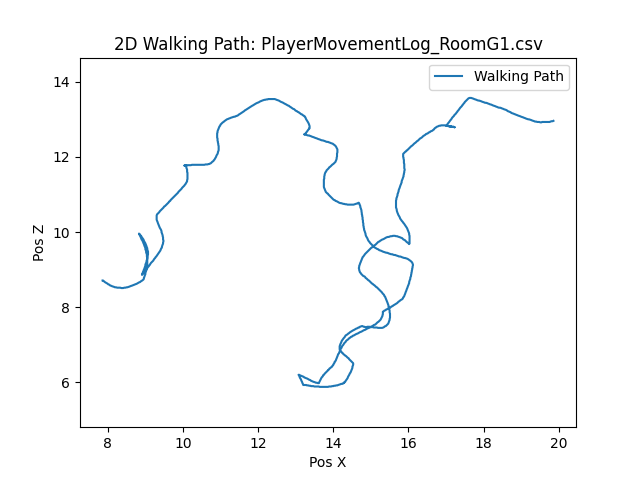 2D Walking Path: PlayerMovementLog_RoomG1.csv
Walking Path
14
12
10
8
6
Pos Z
8 10 12 14 16 18 20
Pos X